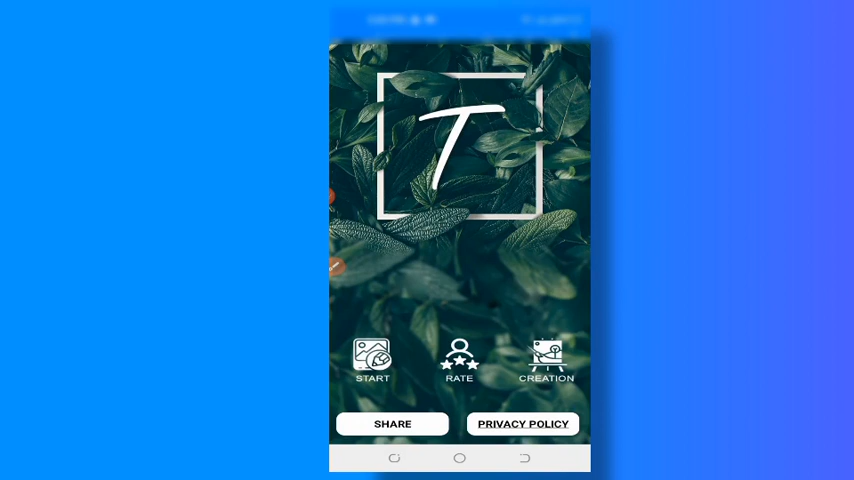 T
START
RATE
CREATION
SHARE
PRIVACY POLICY